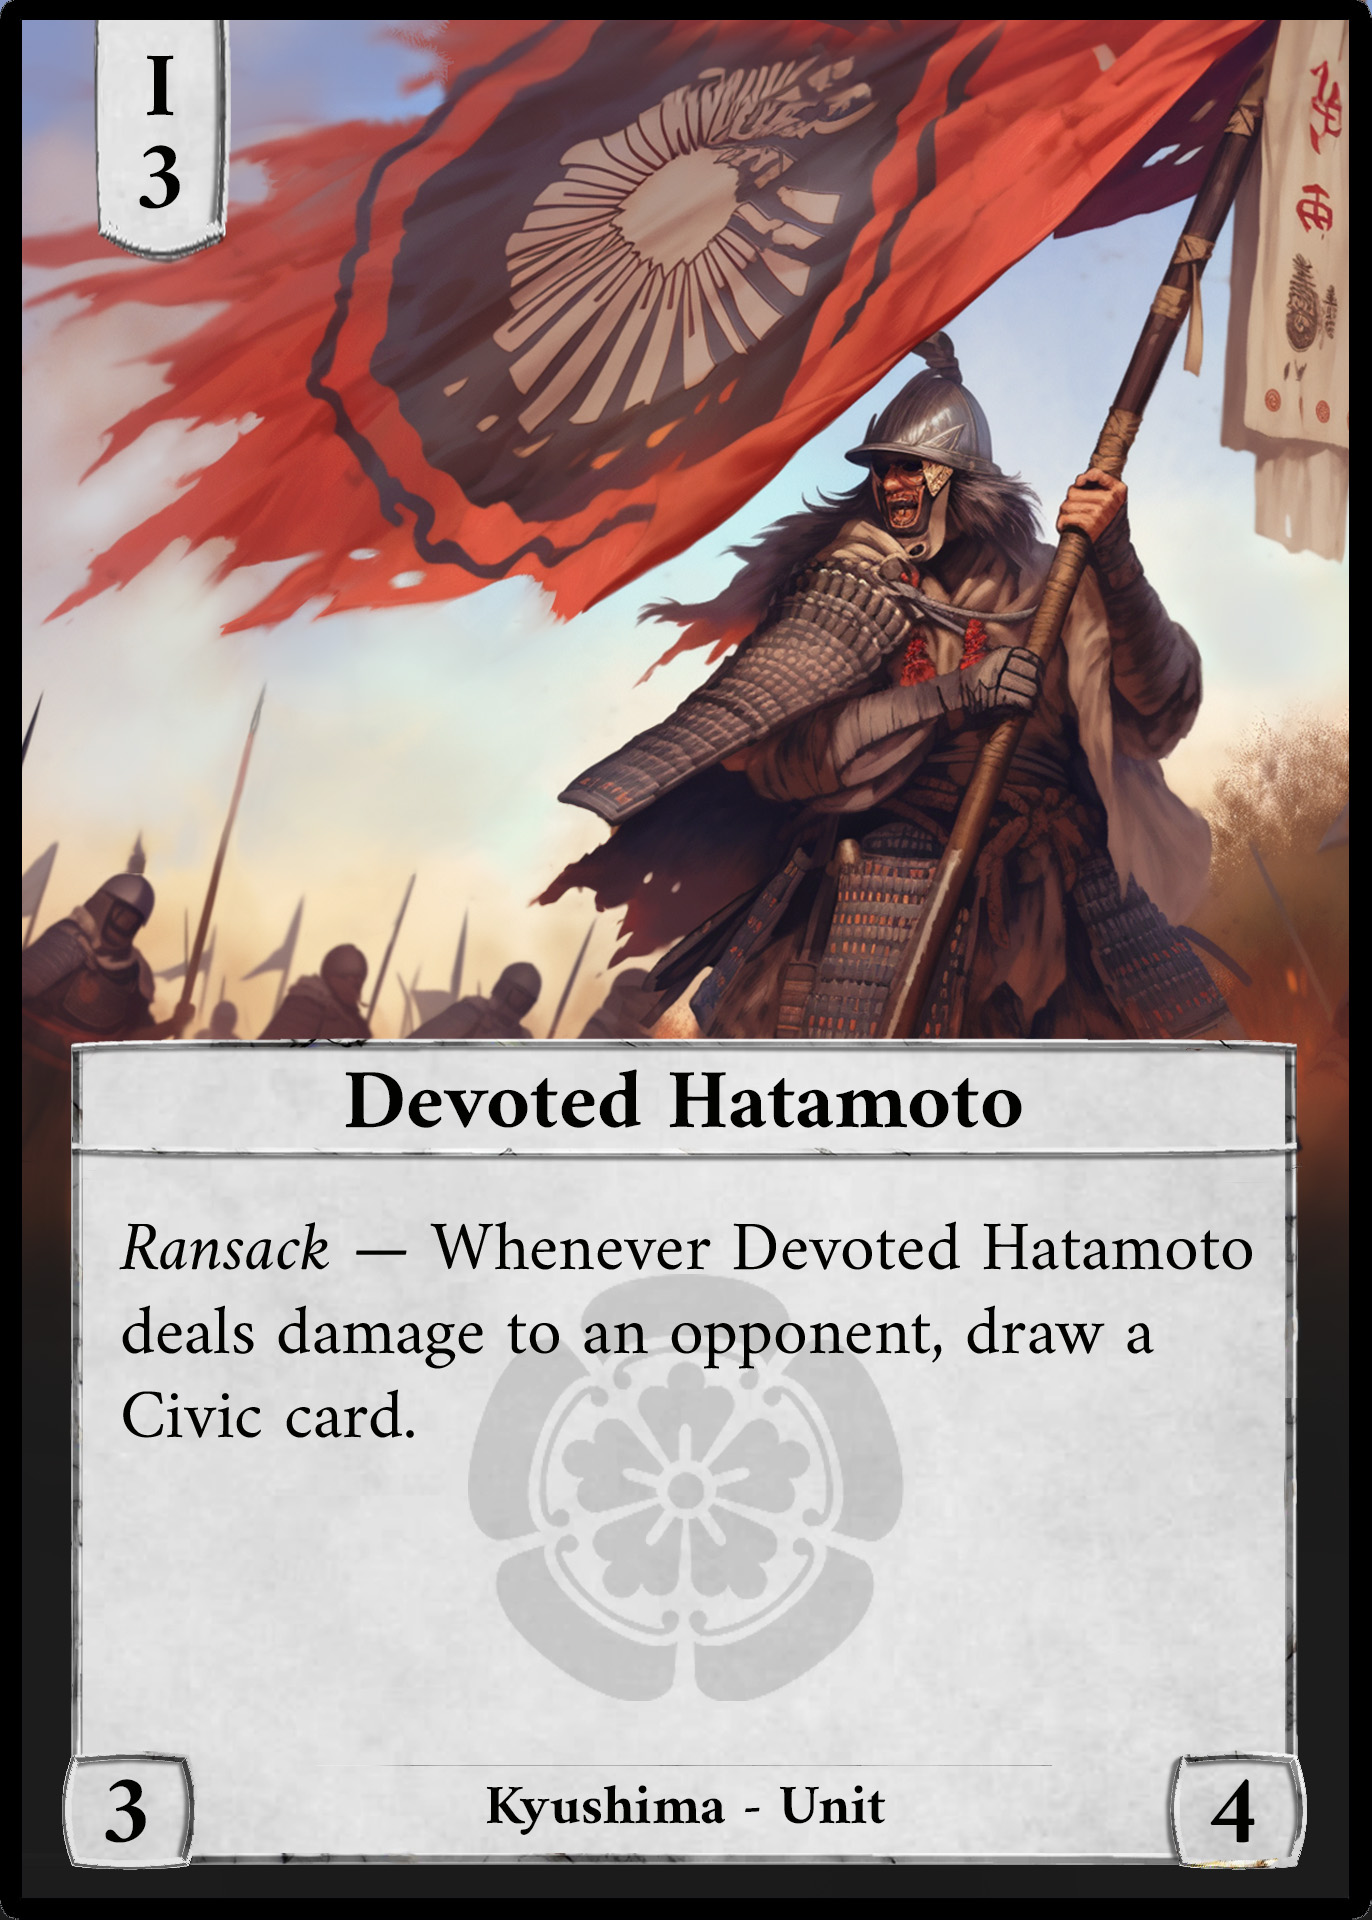 I
3
Devoted Hatamoto
Ransack — Whenever Devoted Hatamoto
deals damage to an opponent, draw a
Civic card.
3
Kyushima - Unit
4